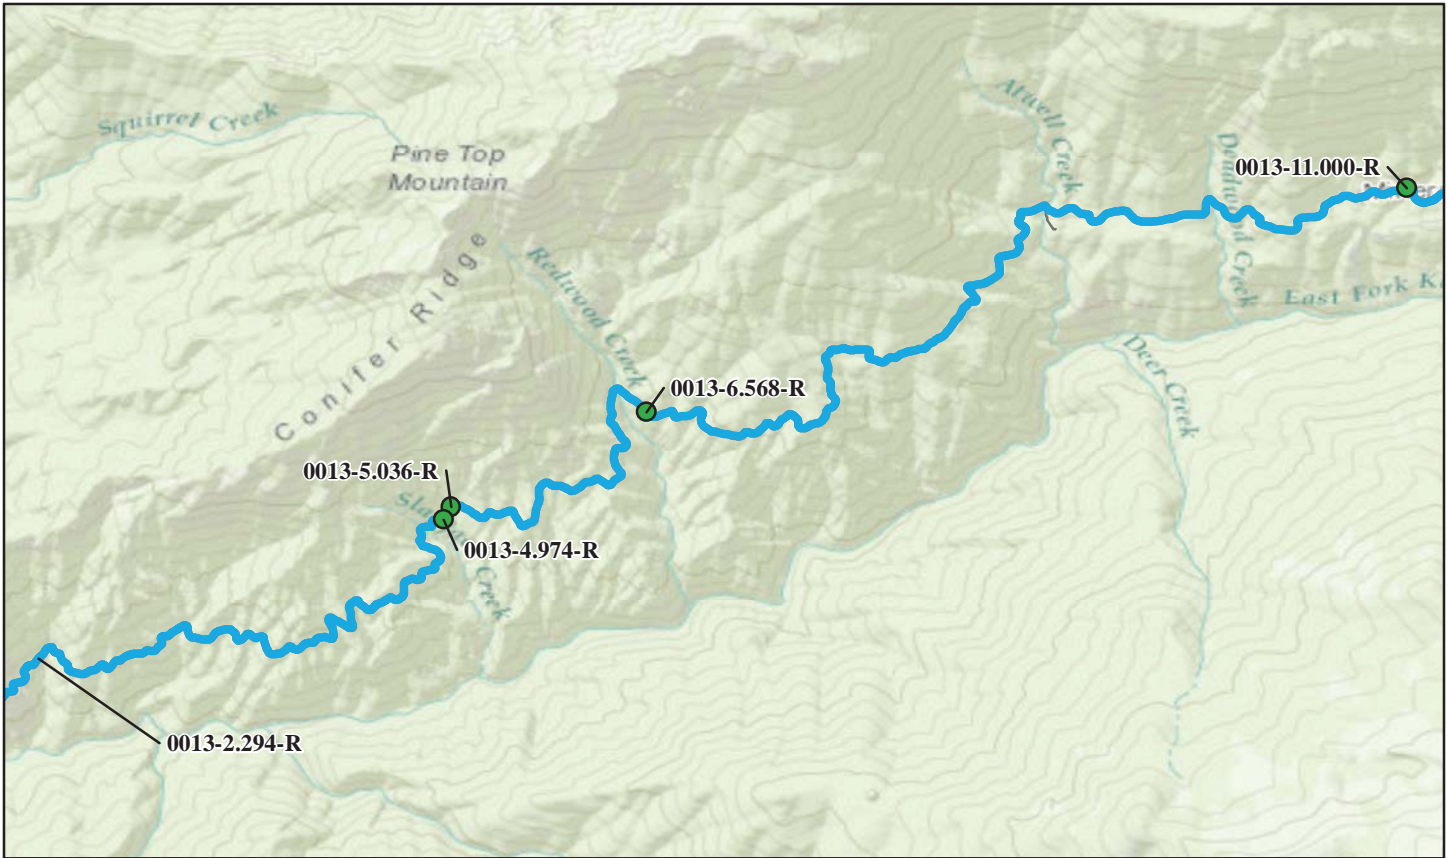 Squirrel Creek
Pine Top
Mountain
Conifer Ridge
Atwell Creek
Deadwood Creek
0013-11.000-R
Redwood Creek
East Fork
Deer Creek
0013-6.568-R
0013-5.036-R
0013-4.974-R
Creek
0013-2.294-R